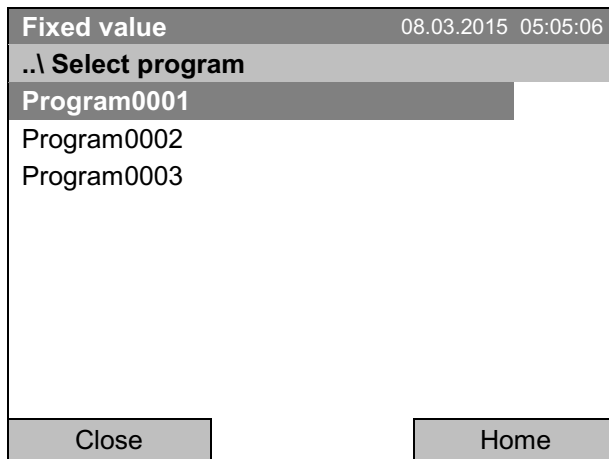 Fixed value 08.03.2015 05:05:06
..\ Select program
Program0001
Program0002
Program0003
Close Home